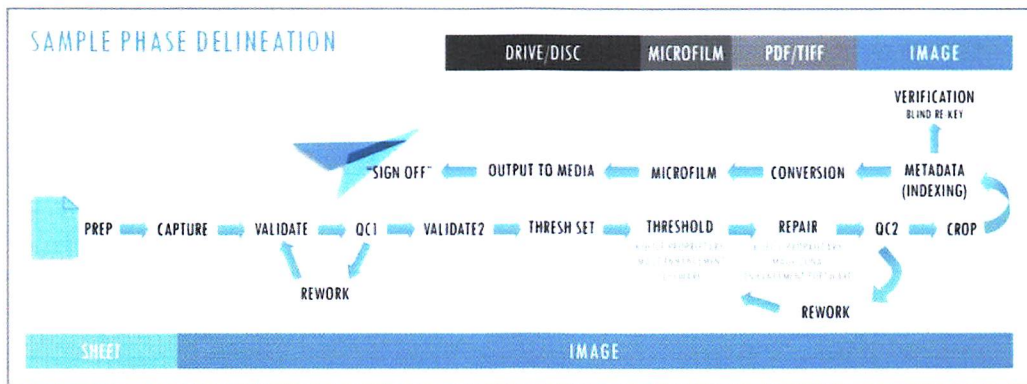 SAMPLE PHASE DELINEATION
DRIVE/DISC MICROFILM PDF/TIFF IMAGE
VERIFICATION
BLIND RE-KEY
"SIGN OFF" OUTPUT TO MEDIA MICROFILM CONVERSION METADATA
(INDEXING)
PREP CAPTURE VALIDATE QC1 VALIDATE2 THRESH SET THRESHOLD REPAIR QC2 CROP
REWORK
REWORK
SHEET IMAGE